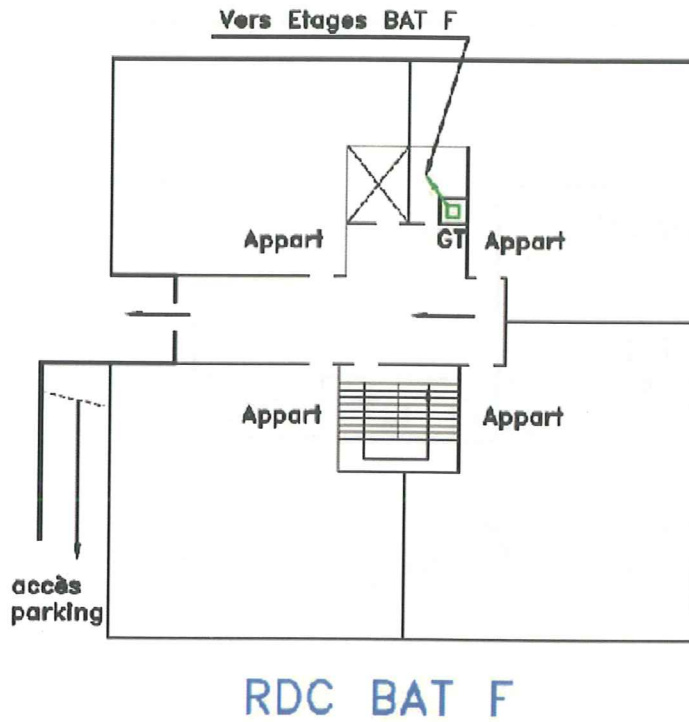 Vers Etages BAT F
Appart
GT
Appart
Appart
Appart
accès
parking
RDC BAT F